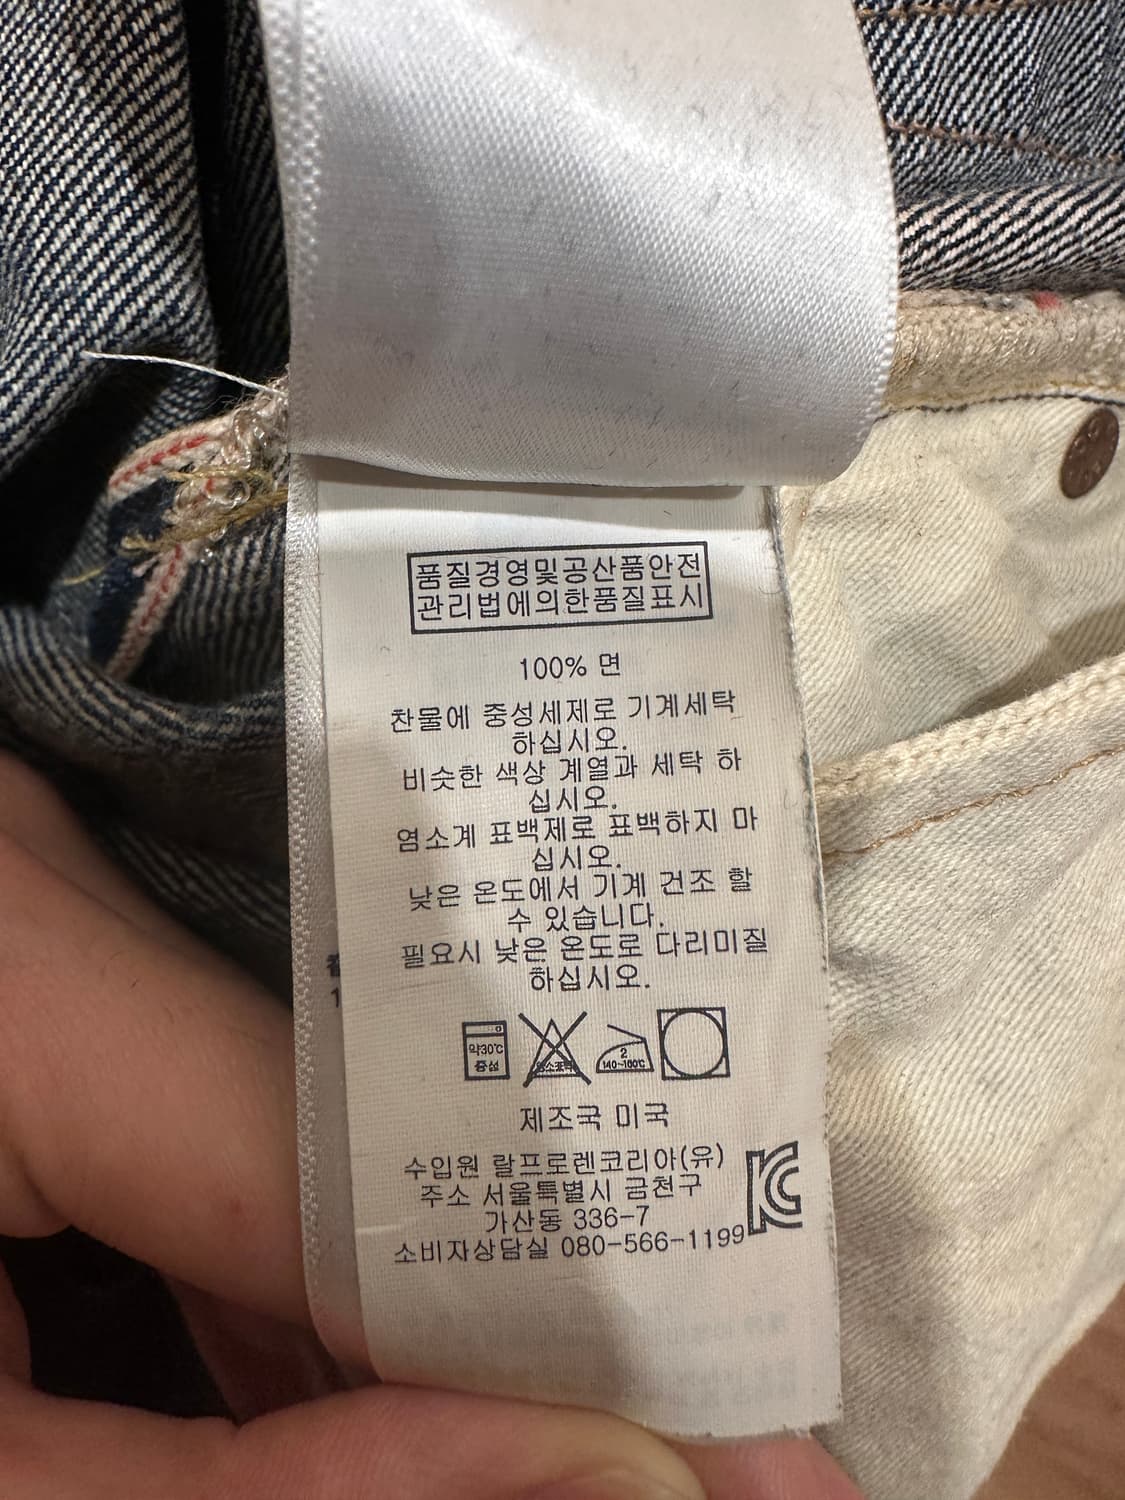 품질경영및공산품안전
관리법에의한품질표시
100% 면
찬물에 중성세제로 기계세탁
하십시오.
비슷한 색상 계열과 세탁 하
십시오.
염소계 표백제로 표백하지 마
십시오.
낮은 온도에서 기계 건조 할
수 있습니다.
필요시 낮은 온도로 다리미질
하십시오.
약30℃
중성
염소표백
2
140~160℃
제조국 미국
수입원 랄프로렌코리아(유)
주소 서울특별시 금천구
가산동 336-7
소비자상담실 080-566-1199